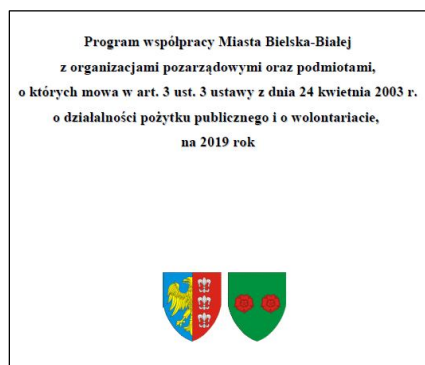 Program współpracy Miasta Bielska-Białej
z organizacjami pozarządowymi oraz podmiotami,
o których mowa w art. 3 ust. 3 ustawy z dnia 24 kwietnia 2003 r.
o działalności pożytku publicznego i o wolontariacie,
na 2019 rok